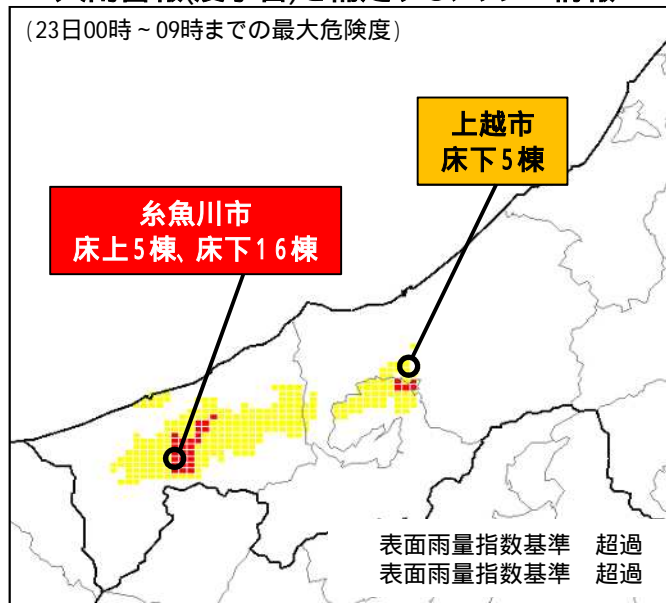 (23日00時~09時までの最大危険度)
上越市
床下5棟
糸魚川市
床上5棟、床下16棟
表面雨量指数基準 超過
表面雨量指数基準 超過